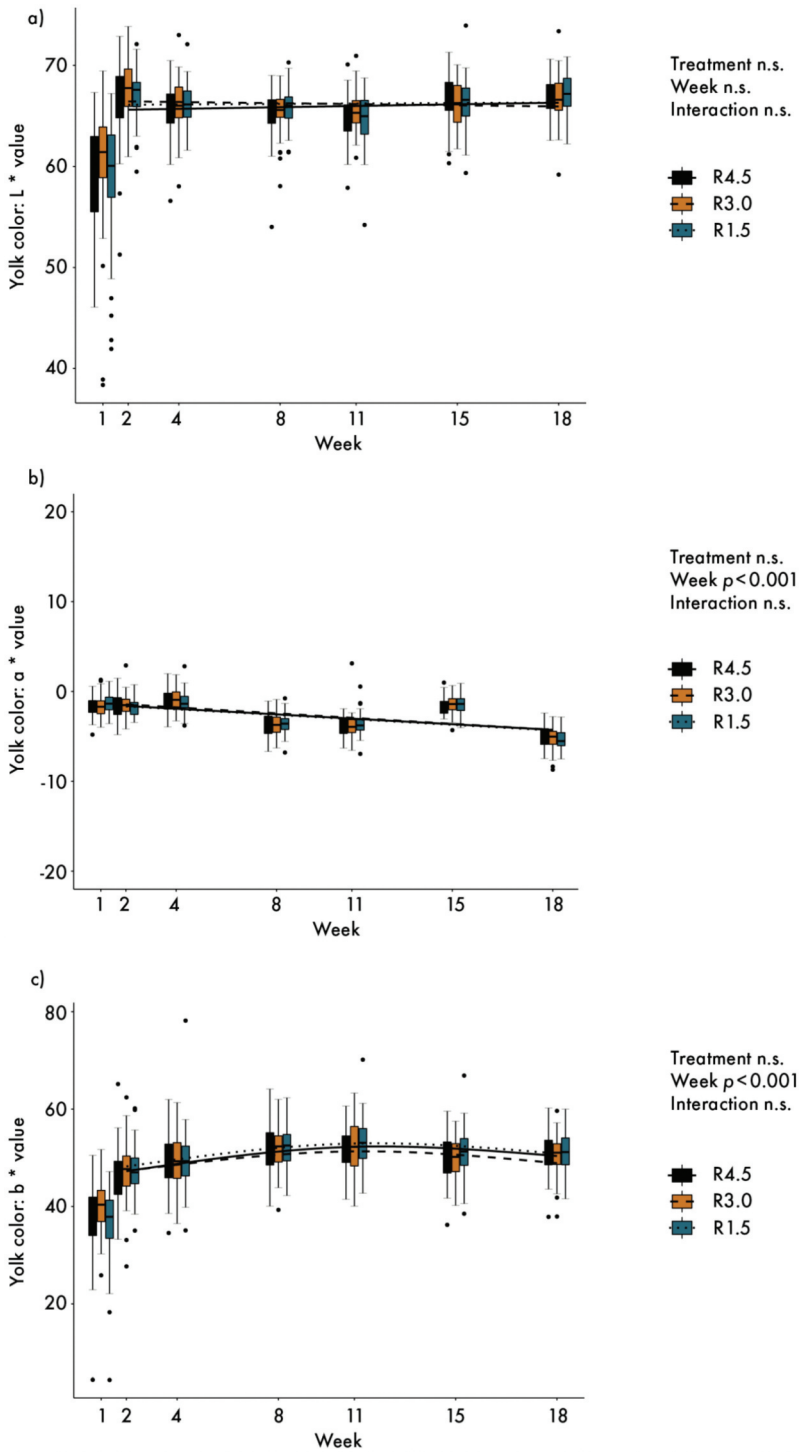 a)
Yolk color: L * value
70
60
50
40
1 2 4 8 11 15 18
Week
Treatment n.s.
Week n.s.
Interaction n.s.
R4.5
R3.0
R1.5
b)
Yolk color: a * value
20
10
0
-10
-20
1 2 4 8 11 15 18
Week
Treatment n.s.
Week p<0.001
Interaction n.s.
R4.5
R3.0
R1.5
c)
Yolk color: b * value
80
60
40
20
1 2 4 8 11 15 18
Week
Treatment n.s.
Week p<0.001
Interaction n.s.
R4.5
R3.0
R1.5